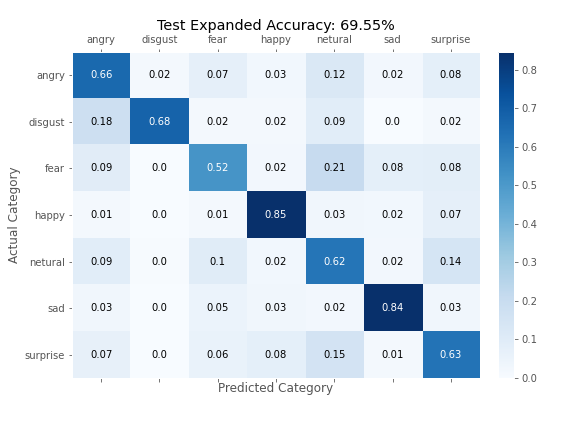 Test Expanded Accuracy: 69.55%
angry disgust fear happy netural sad surprise
angry 0.66 0.02 0.07 0.03 0.12 0.02 0.08
disgust 0.18 0.68 0.02 0.02 0.09 0.0 0.02
fear 0.09 0.0 0.52 0.02 0.21 0.08 0.08
happy 0.01 0.0 0.01 0.85 0.03 0.02 0.07
netural 0.09 0.0 0.1 0.02 0.62 0.02 0.14
sad 0.03 0.0 0.05 0.03 0.02 0.84 0.03
surprise 0.07 0.0 0.06 0.08 0.15 0.01 0.63
Actual Category
Predicted Category
0.8
0.7
0.6
0.5
0.4
0.3
0.2
0.1
0.0